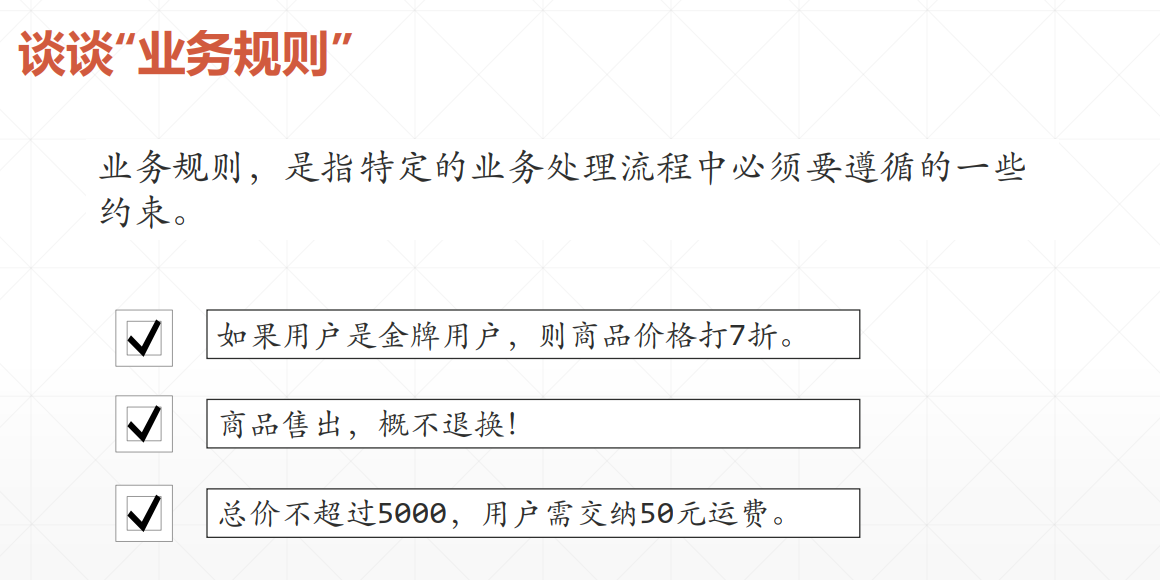 谈谈“业务规则”
业务规则，是指特定的业务处理流程中必须要遵循的一些
约束。
如果用户是金牌用户，则商品价格打7折。
商品售出，概不退换！
总价不超过5000，用户需交纳50元运费。